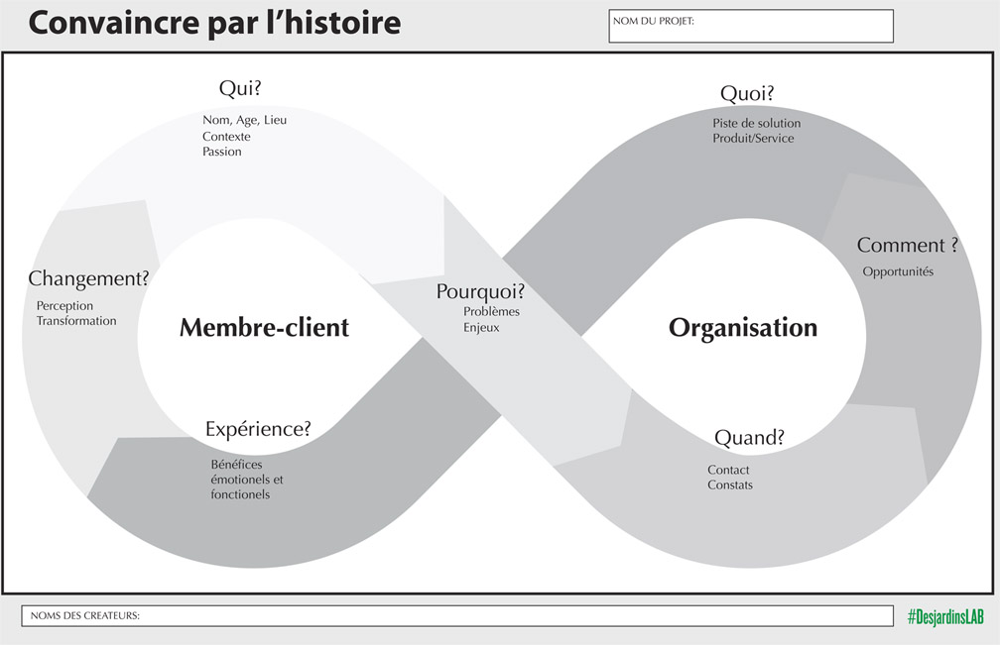 Convaincre par l'histoire
NOM DU PROJET:
Qui?
Nom, Age, Lieu
Contexte
Passion
Pourquoi?
Problèmes
Enjeux
Quand?
Contact
Constats
Comment ?
Opportunités
Quoi?
Piste de solution
Produit/Service
Expérience?
Bénéfices
émotionels et
fonctionels
Changement?
Perception
Transformation
Membre-client
Organisation
NOMS DES CREATEURS:
#DesjardinsLAB